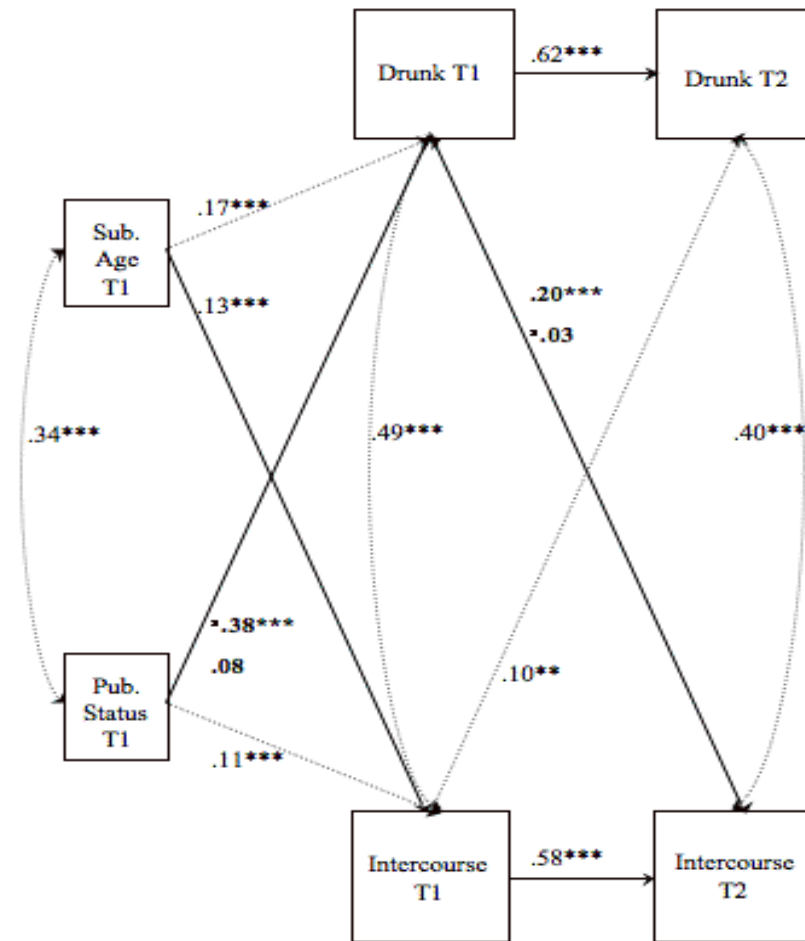 Drunk T1
.62***
Drunk T2
Sub.
Age
T1
.17***
.13***
.20***
.03
.34***
.49***
.40***
.38***
.08
Pub.
Status
T1
.10**
.11***
Intercourse
T1
.58***
Intercourse
T2